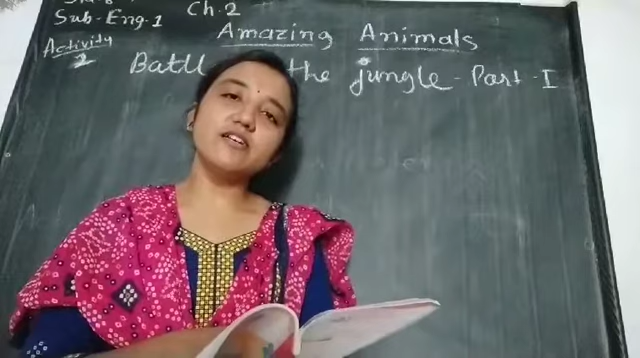 Sub-Eng.1
Ch.2
Amazing Animals
Activity
2
the jungle - Part-I